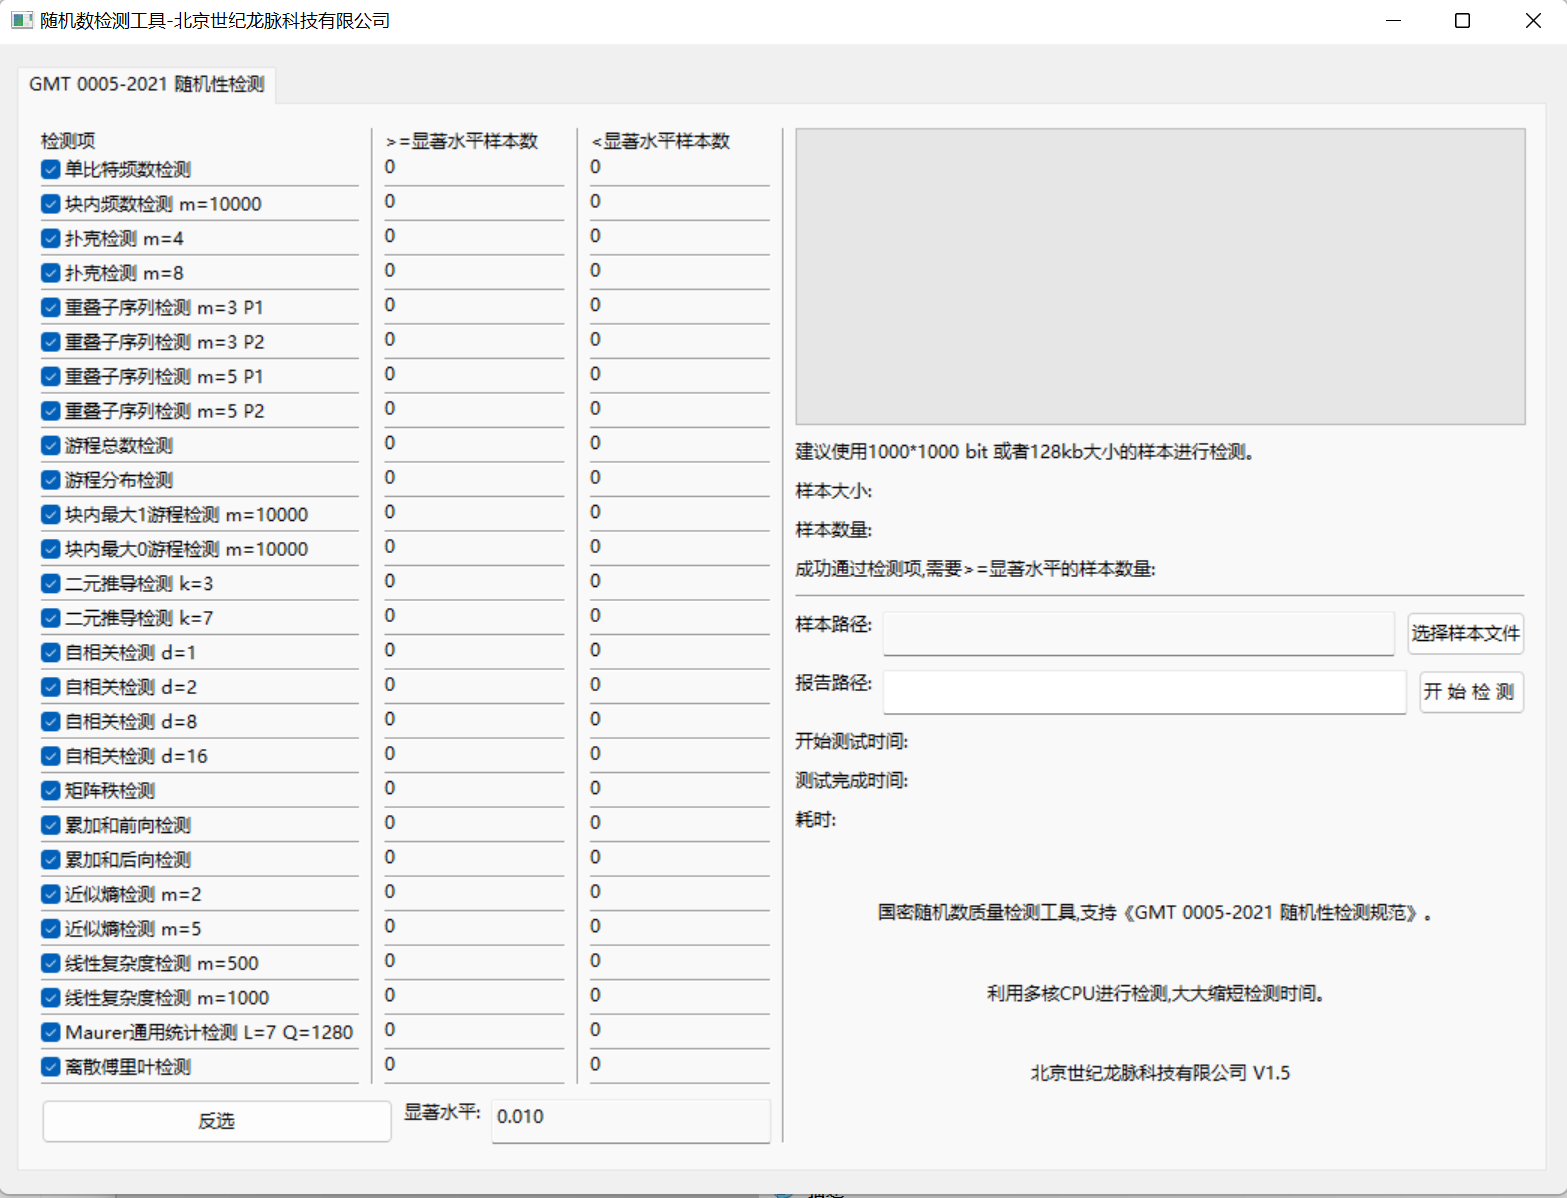 随机数检测工具-北京世纪龙脉科技有限公司
GMT 0005-2021 随机性检测
检测项 >=显著水平样本数 <显著水平样本数
单比特频数检测 0 0
块内频数检测 m=10000 0 0
扑克检测 m=4 0 0
扑克检测 m=8 0 0
重叠子序列检测 m=3 P1 0 0
重叠子序列检测 m=3 P2 0 0
重叠子序列检测 m=5 P1 0 0
重叠子序列检测 m=5 P2 0 0
游程总数检测 0 0
游程分布检测 0 0
块内最大1游程检测 m=10000 0 0
块内最大0游程检测 m=10000 0 0
二元推导检测 k=3 0 0
二元推导检测 k=7 0 0
自相关检测 d=1 0 0
自相关检测 d=2 0 0
自相关检测 d=8 0 0
自相关检测 d=16 0 0
矩阵秩检测 0 0
累加和前向检测 0 0
累加和后向检测 0 0
近似熵检测 m=2 0 0
近似熵检测 m=5 0 0
线性复杂度检测 m=500 0 0
线性复杂度检测 m=1000 0 0
Maurer通用统计检测 L=7 Q=1280 0 0
离散傅里叶检测 0 0
反选 显著水平: 0.010
建议使用1000*1000 bit 或者128kb大小的样本进行检测。
样本大小:
样本数量:
成功通过检测项,需要>=显著水平的样本数量:
样本路径: 选择样本文件
报告路径: 开 始 检 测
开始测试时间:
测试完成时间:
耗时:
国密随机数质量检测工具,支持《GMT 0005-2021 随机性检测规范》。
利用多核CPU进行检测,大大缩短检测时间。
北京世纪龙脉科技有限公司 V1.5